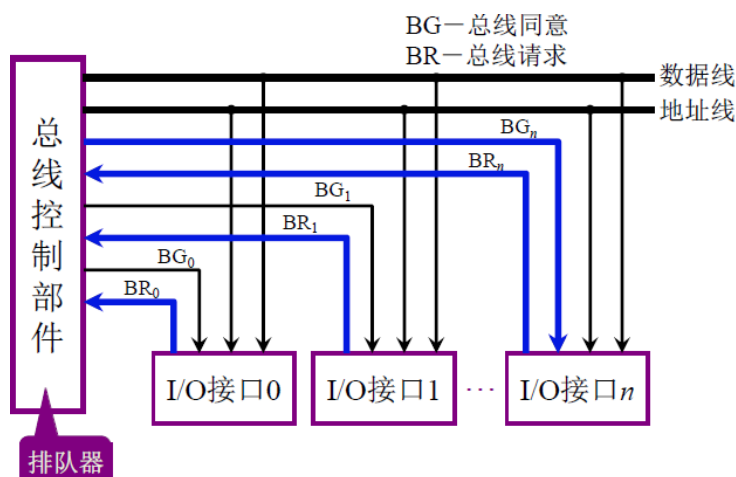 BG－总线同意
BR－总线请求
数据线
地址线
总线控制部件
BGn
BRn
BG1
BR1
BG0
BR0
I/O接口0
I/O接口1
…
I/O接口n
排队器